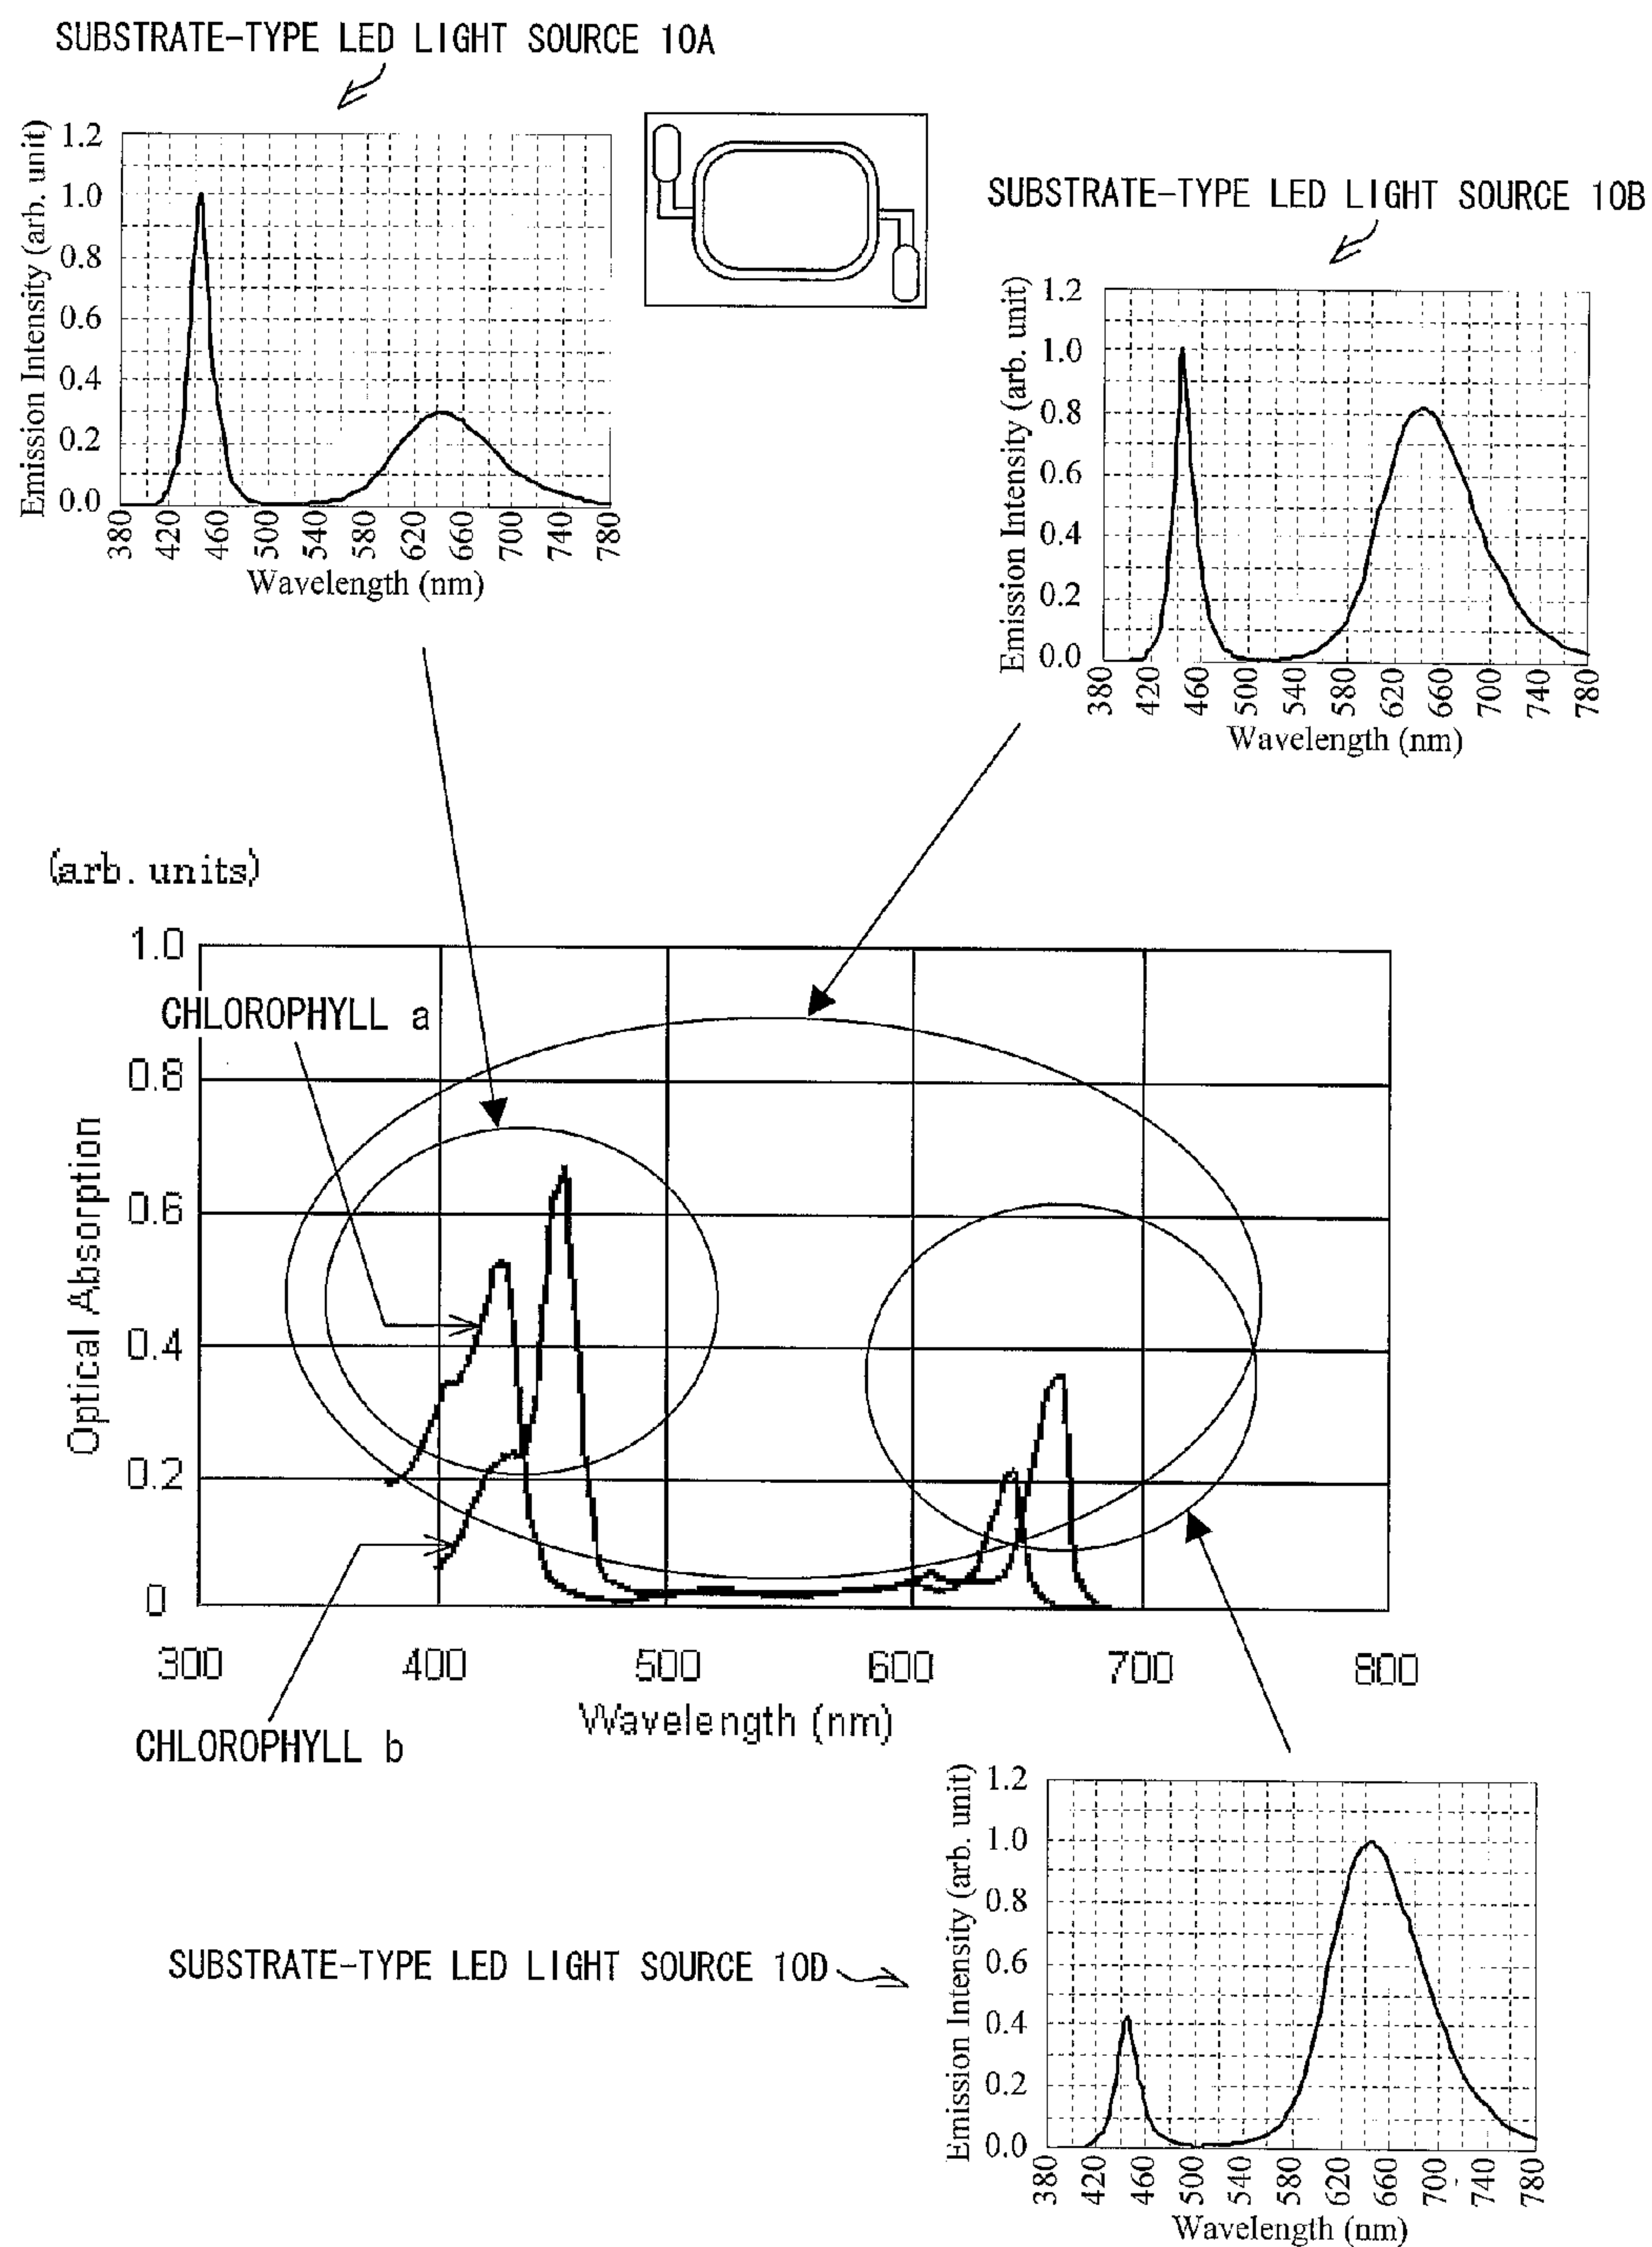 SUBSTRATE-TYPE LED LIGHT SOURCE 10A
Emission Intensity (arb. unit)
1.2
1.0
0.8
0.6
0.4
0.2
0.0
380 420 460 500 540 580 620 660 700 740 780
Wavelength (nm)
SUBSTRATE-TYPE LED LIGHT SOURCE 10B
Emission Intensity (arb. unit)
1.2
1.0
0.8
0.6
0.4
0.2
0.0
380 420 460 500 540 580 620 660 700 740 780
Wavelength (nm)
(arb. units)
Optical Absorption
1.0
0.8
0.6
0.4
0.2
0
CHLOROPHYLL a
300 400 500 600 700 800
Wavelength (nm)
CHLOROPHYLL b
SUBSTRATE-TYPE LED LIGHT SOURCE 10D
Emission Intensity (arb. unit)
1.2
1.0
0.8
0.6
0.4
0.2
0.0
380 420 460 500 540 580 620 660 700 740 780
Wavelength (nm)